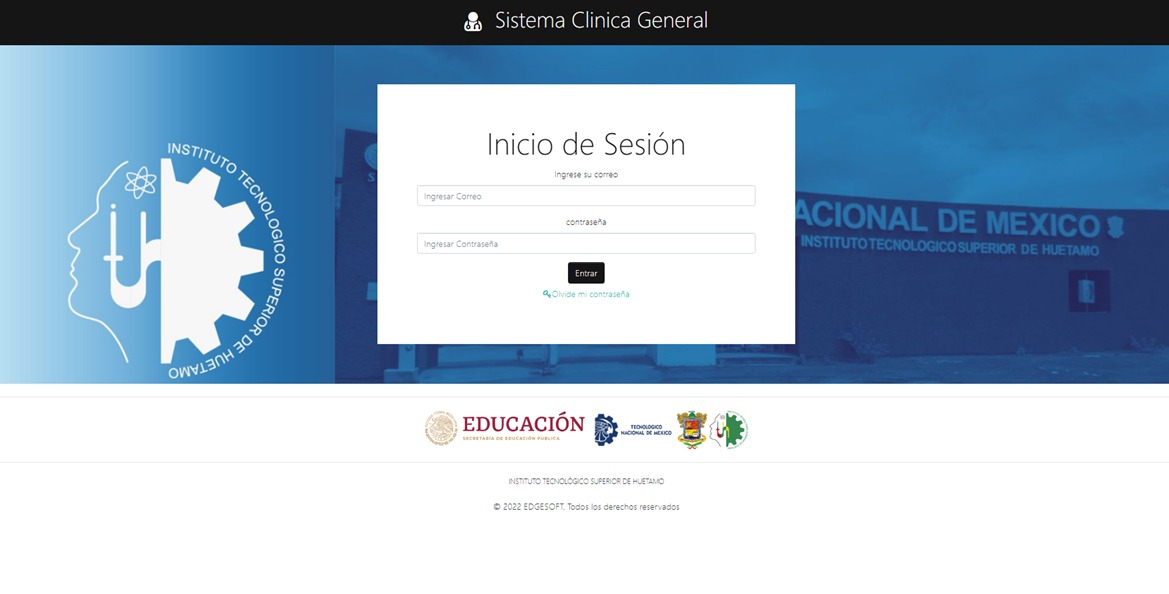 Sistema Clinica General
INSTITUTO TECNOLOGICO SUPERIOR DE HUETAMO
Inicio de Sesión
Ingrese su correo
Ingresar Correo
contraseña
Ingresar Contraseña
Entrar
Olvide mi contraseña
ACIONAL DE MEXICO
INSTITUTO TECNOLOGICO SUPERIOR DE HUETAMO
EDUCACIÓN
SECRETARÍA DE EDUCACIÓN PÚBLICA
TECNOLÓGICO
NACIONAL DE MÉXICO
INSTITUTO TECNOLÓGICO SUPERIOR DE HUETAMO
© 2022 EDGESOFT. Todos los derechos reservados